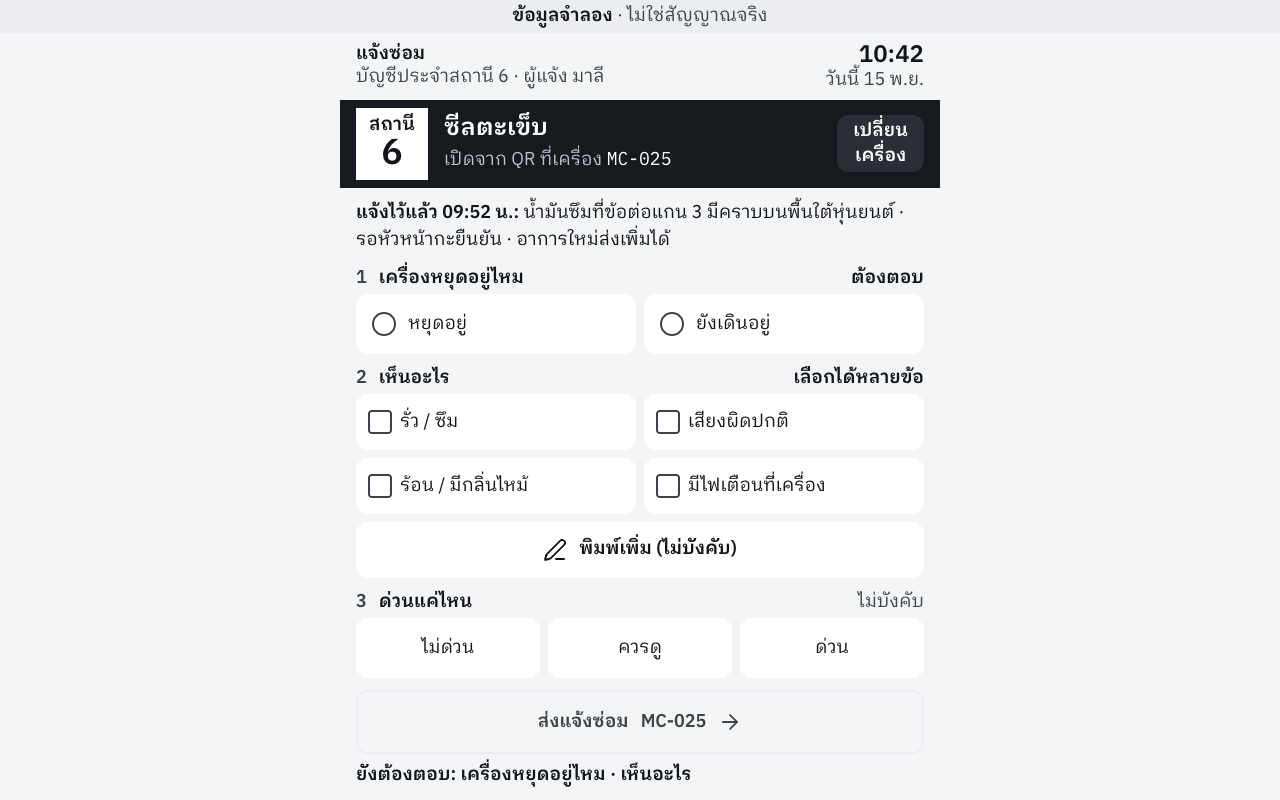 ข้อมูลจำลอง · ไม่ใช่สัญญาณจริง
แจ้งซ่อม
บัญชีประจำสถานี 6 · ผู้แจ้ง มาลี
10:42
วันนี้ 15 พ.ย.
สถานี
6
ซีลตะเข็บ
เปิดจาก QR ที่เครื่อง MC-025
เปลี่ยน
เครื่อง
แจ้งไว้แล้ว 09:52 น.: น้ำมันซึมที่ข้อต่อแกน 3 มีคราบบนพื้นใต้หุ่นยนต์ ·
รอหัวหน้ากะยืนยัน · อาการใหม่ส่งเพิ่มได้
1 เครื่องหยุดอยู่ไหม ต้องตอบ
หยุดอยู่ ยังเดินอยู่
2 เห็นอะไร เลือกได้หลายข้อ
รั่ว / ซึม เสียงผิดปกติ
ร้อน / มีกลิ่นไหม้ มีไฟเตือนที่เครื่อง
พิมพ์เพิ่ม (ไม่บังคับ)
3 ด่วนแค่ไหน ไม่บังคับ
ไม่ด่วน ควรดู ด่วน
ส่งแจ้งซ่อม MC-025 →
ยังต้องตอบ: เครื่องหยุดอยู่ไหม · เห็นอะไร